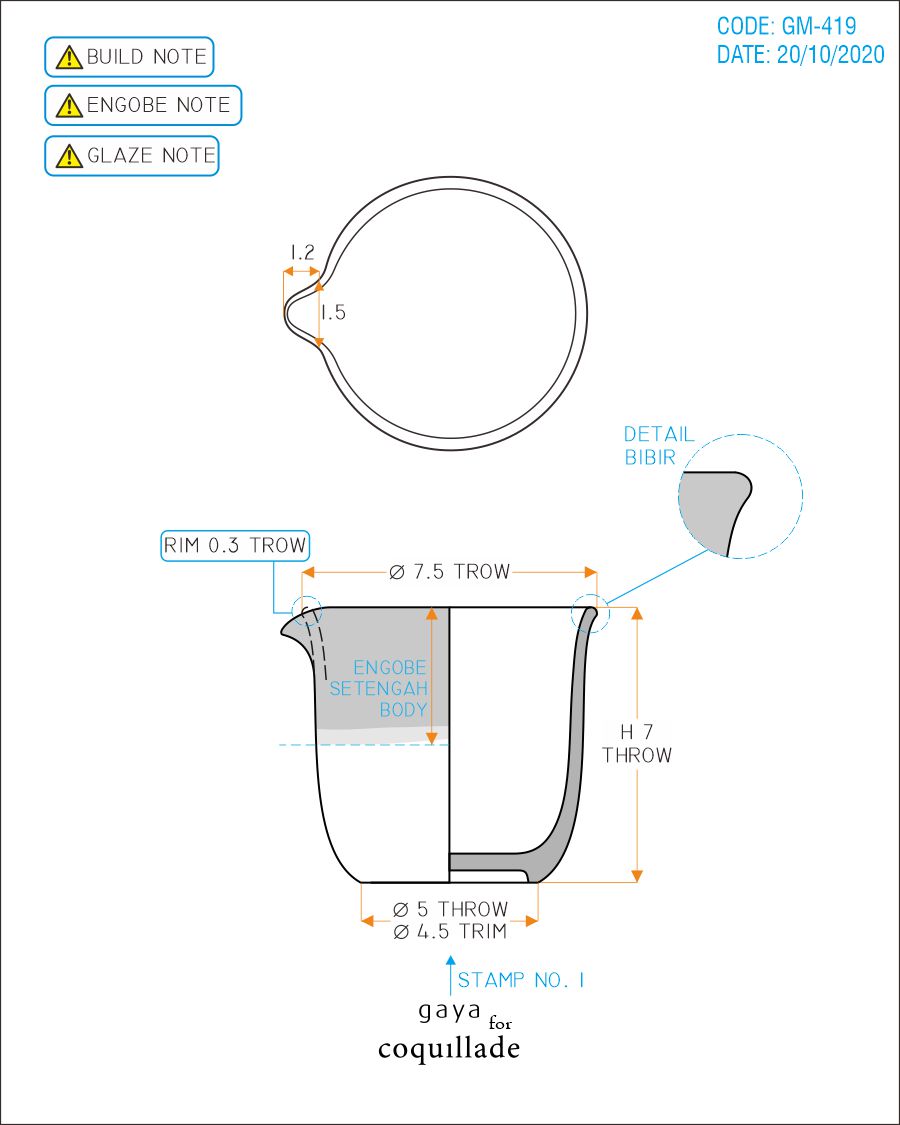 CODE: GM-419
DATE: 20/10/2020
BUILD NOTE
ENGOBE NOTE
GLAZE NOTE
1.2
1.5
DETAIL
BIBIR
RIM 0.3 TROW
Ø 7.5 TROW
ENGOBE
SETENGAH
BODY
H 7
THROW
Ø 5 THROW
Ø 4.5 TRIM
STAMP NO. 1
gaya
for
coquıllade